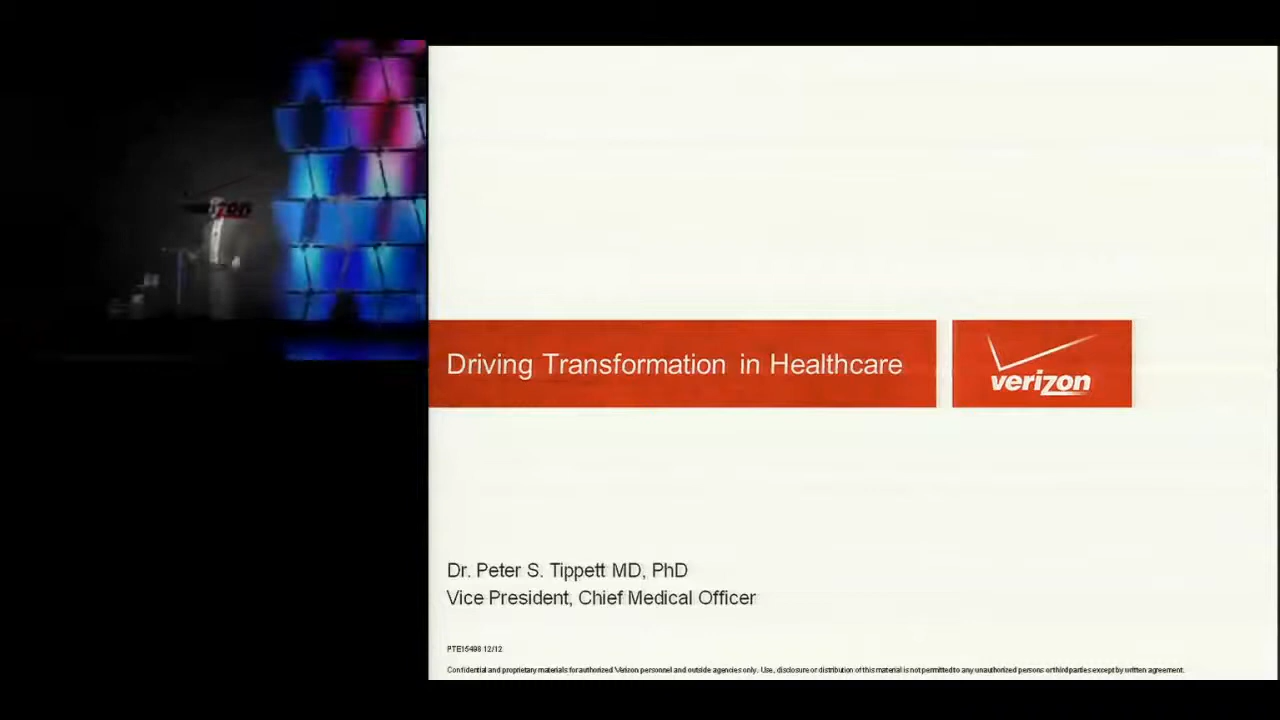 Driving Transformation in Healthcare
verizon
Dr. Peter S. Tippett MD, PhD
Vice President, Chief Medical Officer
PTE15498 12/12
Confidential and proprietary materials for authorized Verizon personnel and outside agencies only. Use, disclosure or distribution of this material is not permitted to any unauthorized persons or third parties except by written agreement.